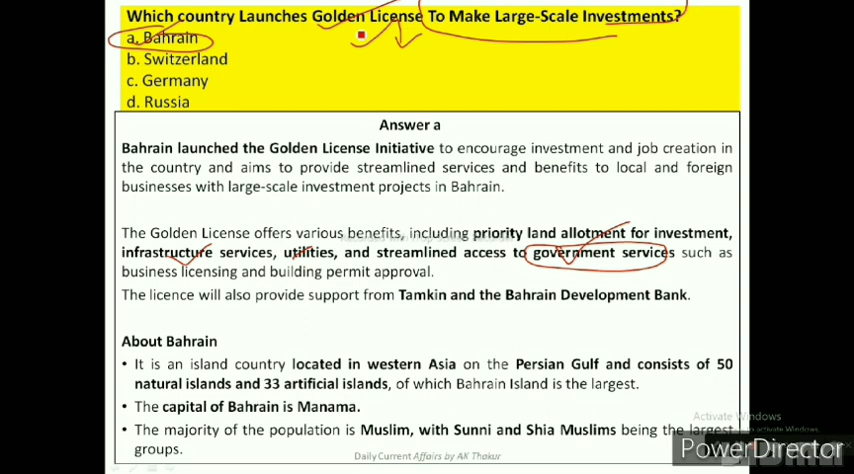 Which country Launches Golden License To Make Large-Scale Investments?
a. Bahrain
b. Switzerland
c. Germany
d. Russia
Answer a
Bahrain launched the Golden License Initiative to encourage investment and job creation in
the country and aims to provide streamlined services and benefits to local and foreign
businesses with large-scale investment projects in Bahrain.
The Golden License offers various benefits, including priority land allotment for investment,
infrastructure services, utilities, and streamlined access to government services such as
business licensing and building permit approval.
The licence will also provide support from Tamkin and the Bahrain Development Bank.
About Bahrain
• It is an island country located in western Asia on the Persian Gulf and consists of 50
natural islands and 33 artificial islands, of which Bahrain Island is the largest.
• The capital of Bahrain is Manama.
Activate Windows
• The majority of the population is Muslim, with Sunni and Shia Muslims being the largest
groups.
Daily Current Affairs by AK Thakur
PowerDirector